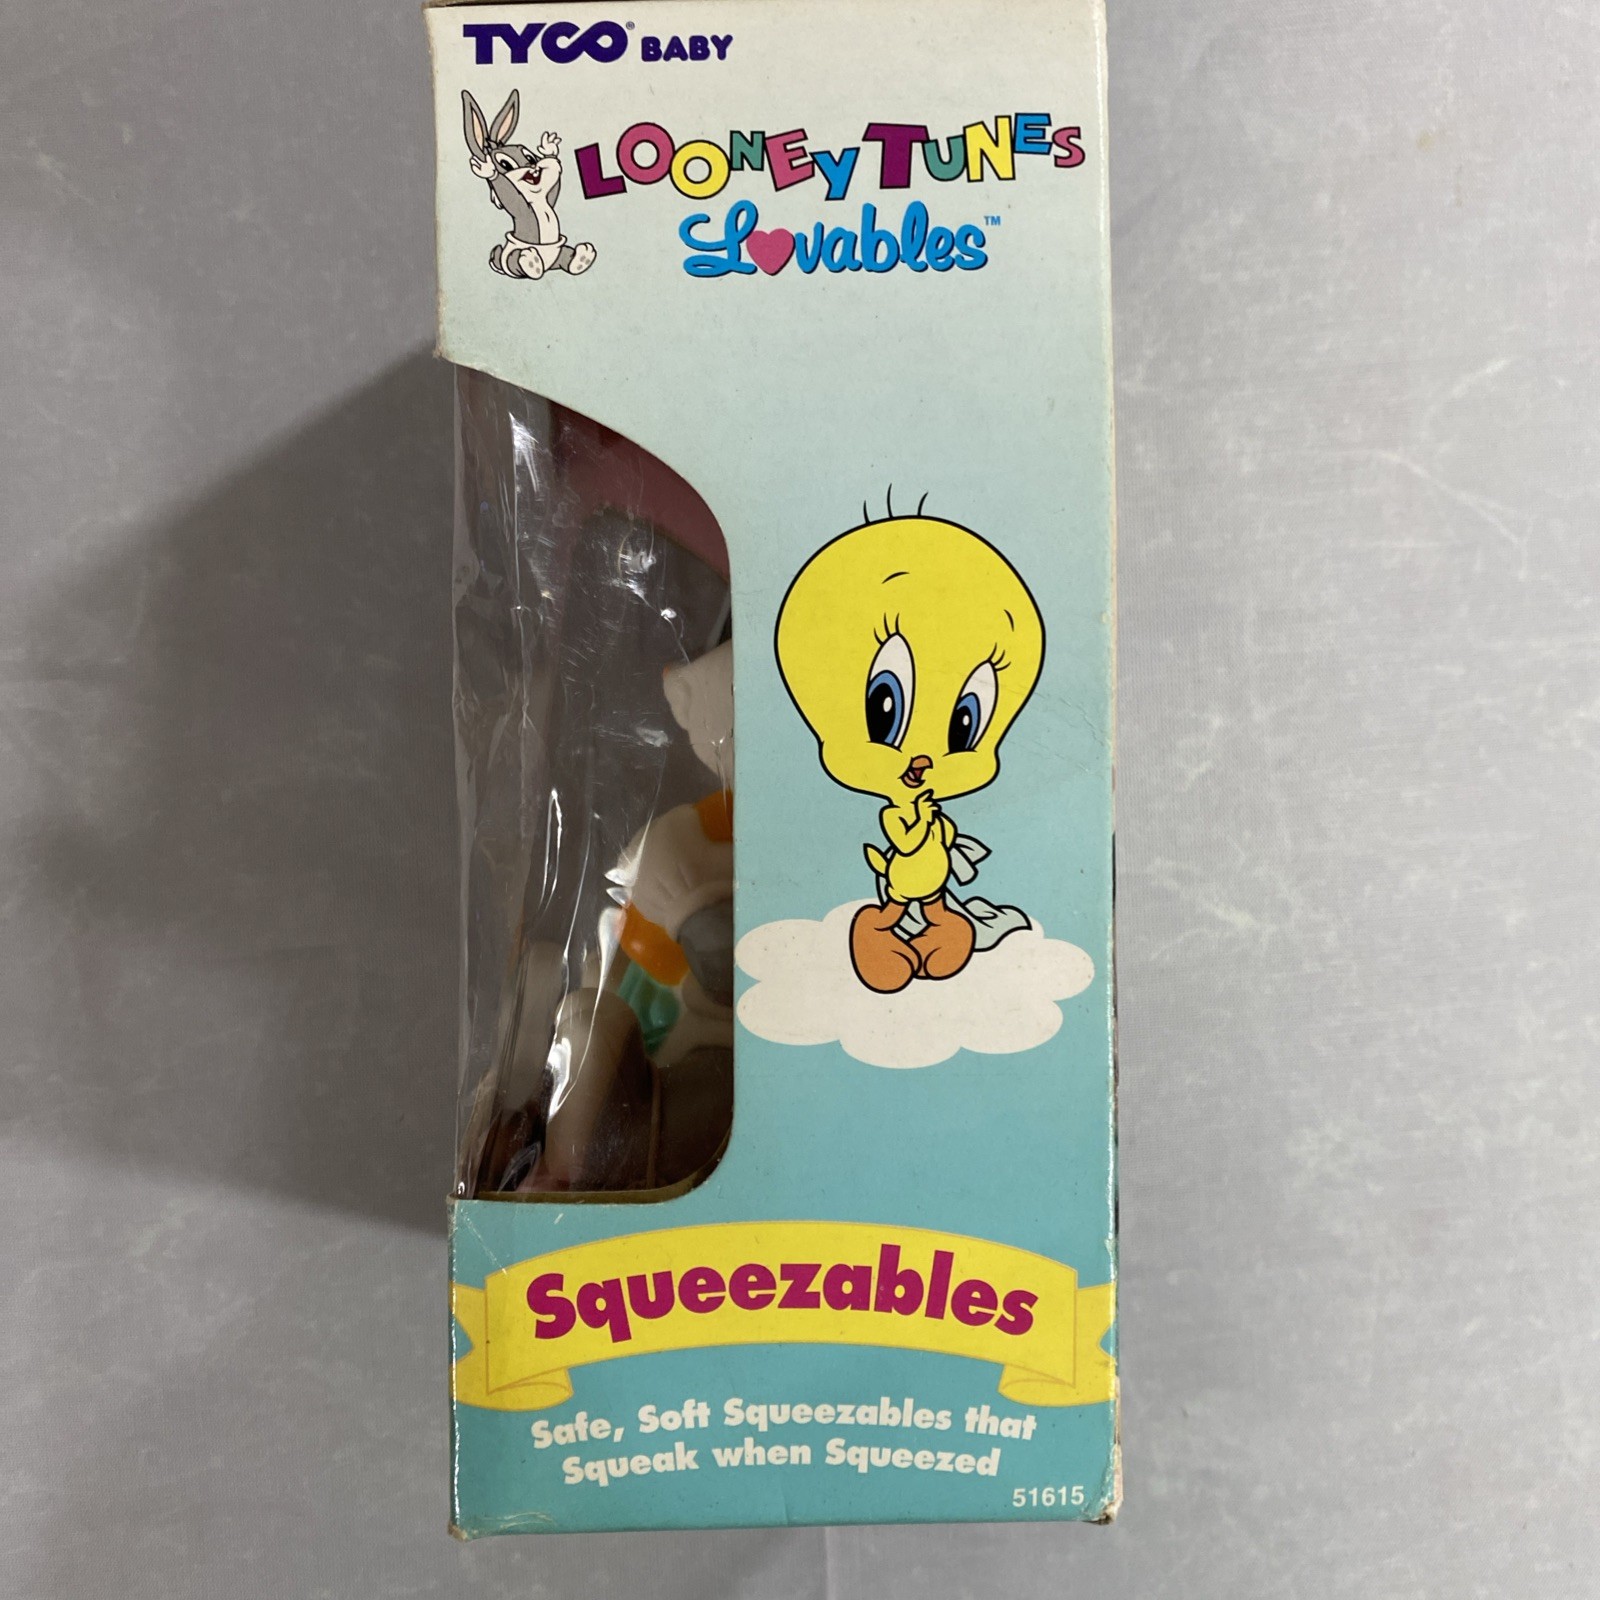 TYCO® BABY
LOONEY TUNES
Lovables™
Squeezables
Safe, Soft Squeezables that
Squeak when Squeezed
51615